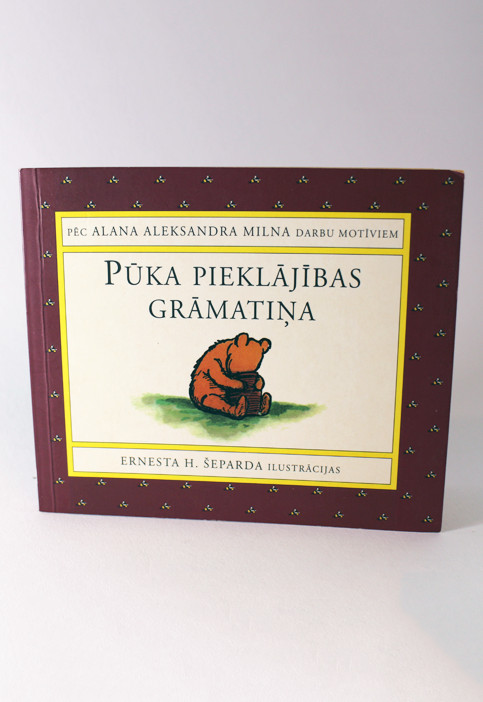 PĒC ALANA ALEKSANDRA MILNA DARBU MOTĪVIEM
PŪKA PIEKLĀJĪBAS
GRĀMATIŅA
ERNESTA H. ŠEPARDA ILUSTRĀCIJAS